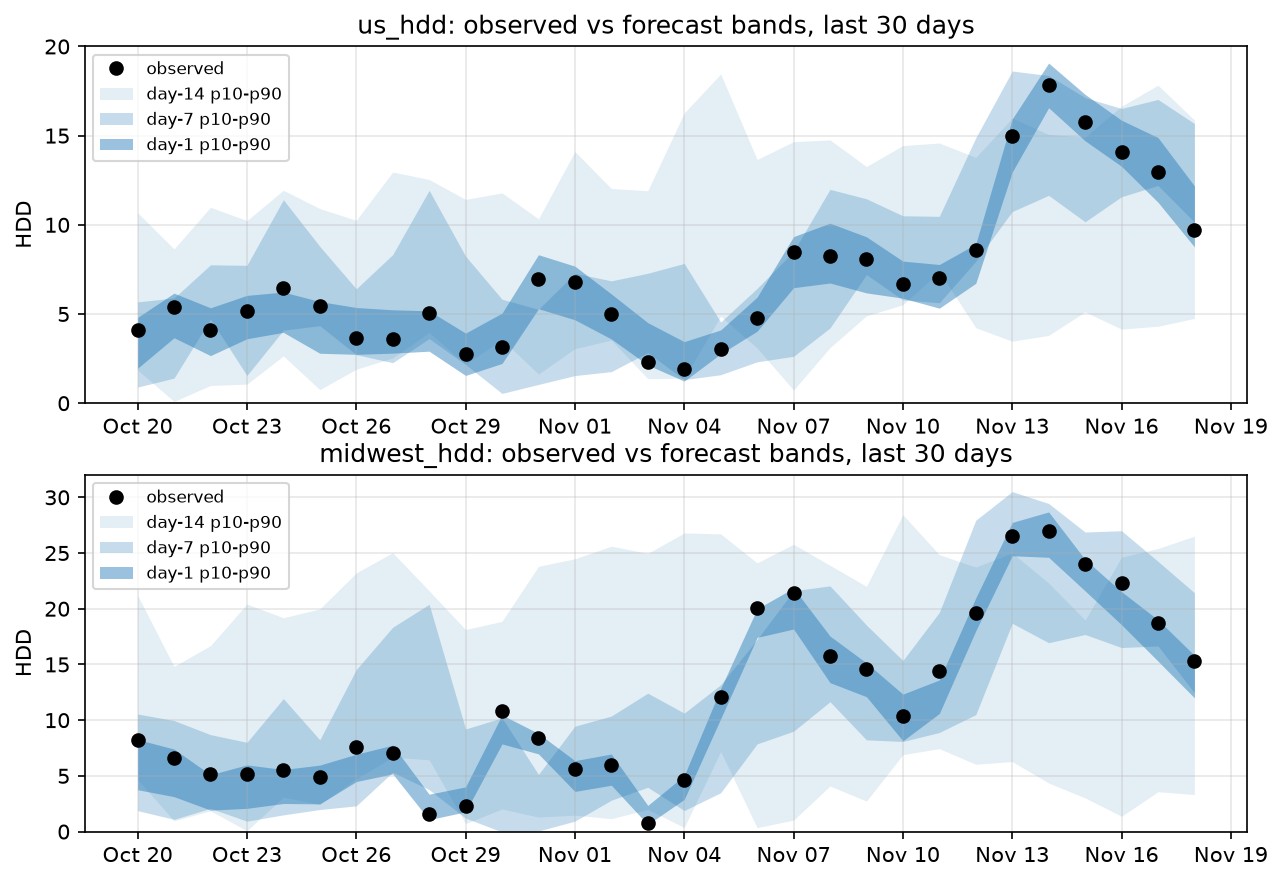 us_hdd: observed vs forecast bands, last 30 days
20
15
10
5
0
HDD
observed
day-14 p10-p90
day-7 p10-p90
day-1 p10-p90
Oct 20 Oct 23 Oct 26 Oct 29 Nov 01 Nov 04 Nov 07 Nov 10 Nov 13 Nov 16 Nov 19
midwest_hdd: observed vs forecast bands, last 30 days
30
25
20
15
10
5
0
HDD
observed
day-14 p10-p90
day-7 p10-p90
day-1 p10-p90
Oct 20 Oct 23 Oct 26 Oct 29 Nov 01 Nov 04 Nov 07 Nov 10 Nov 13 Nov 16 Nov 19